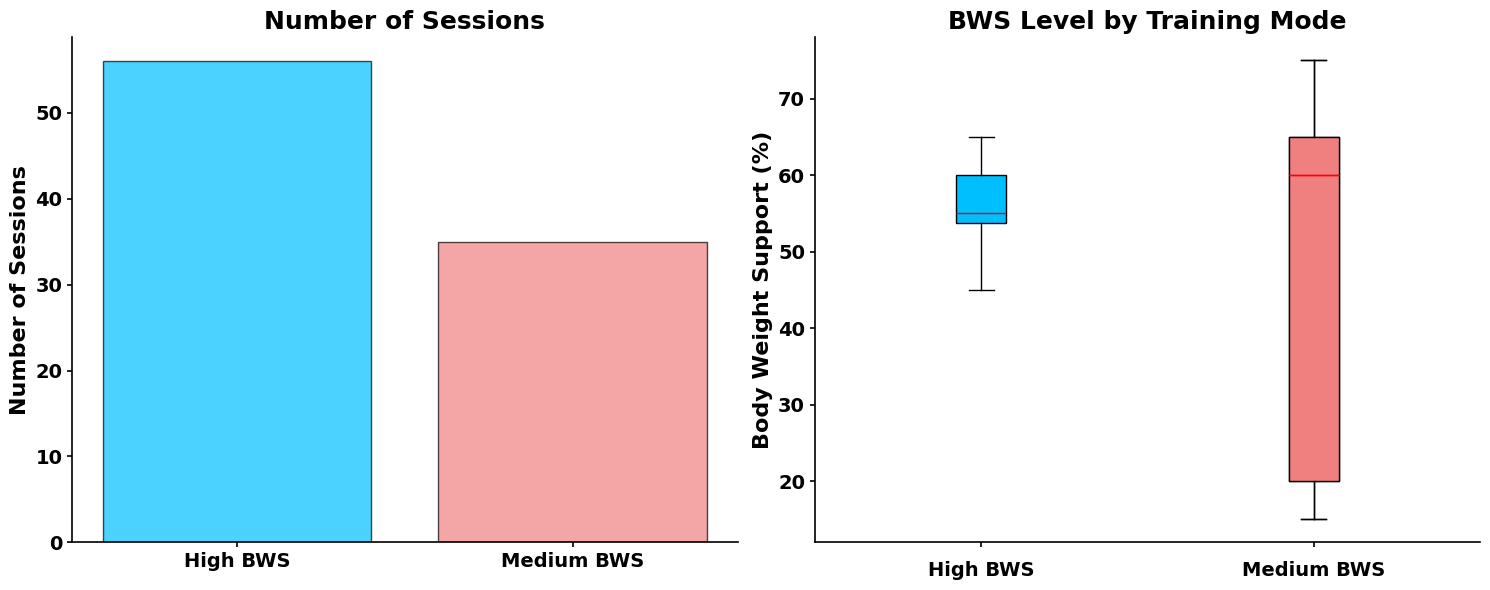 Number of Sessions
Number of Sessions
50
40
30
20
10
0
High BWS
Medium BWS
BWS Level by Training Mode
Body Weight Support (%)
70
60
50
40
30
20
High BWS
Medium BWS